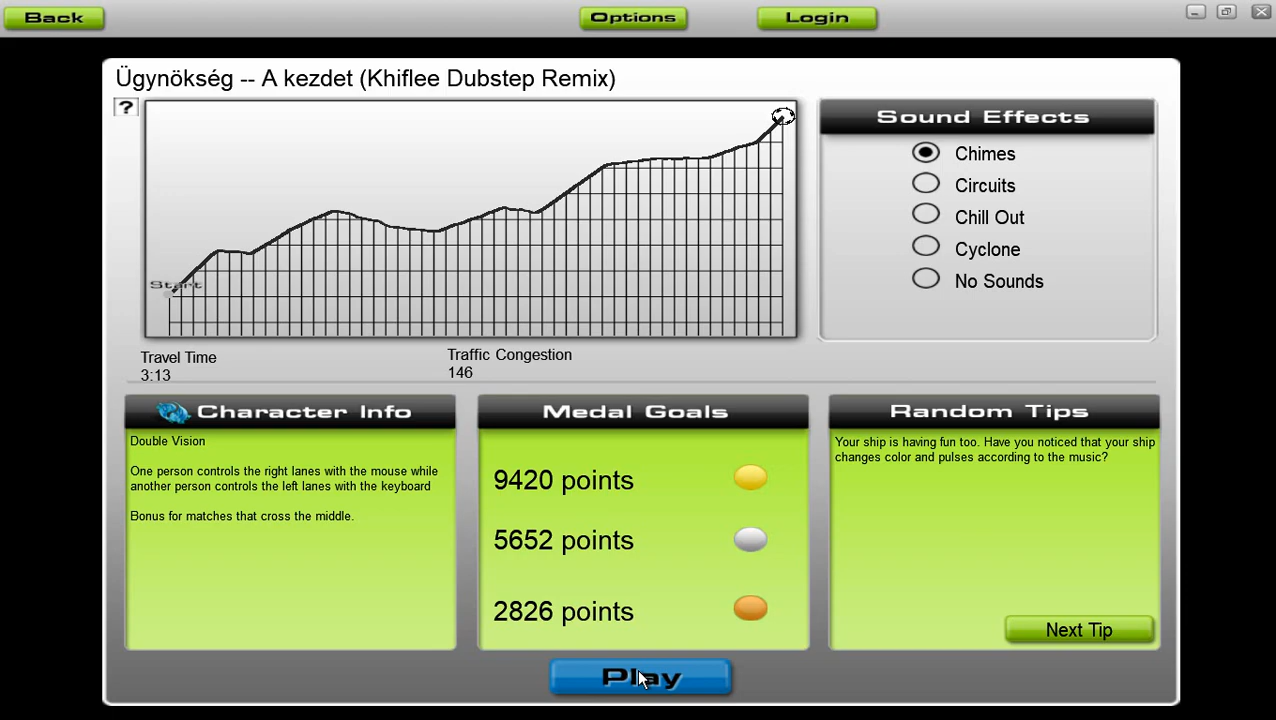 Back
Options
Login
Ügynökség -- A kezdet (Khiflee Dubstep Remix)
?
Start
Travel Time
3:13
Traffic Congestion
146
Sound Effects
Chimes
Circuits
Chill Out
Cyclone
No Sounds
Character Info
Double Vision
One person controls the right lanes with the mouse while
another person controls the left lanes with the keyboard
Bonus for matches that cross the middle.
Medal Goals
9420 points
5652 points
2826 points
Random Tips
Your ship is having fun too. Have you noticed that your ship
changes color and pulses according to the music?
Next Tip
Play